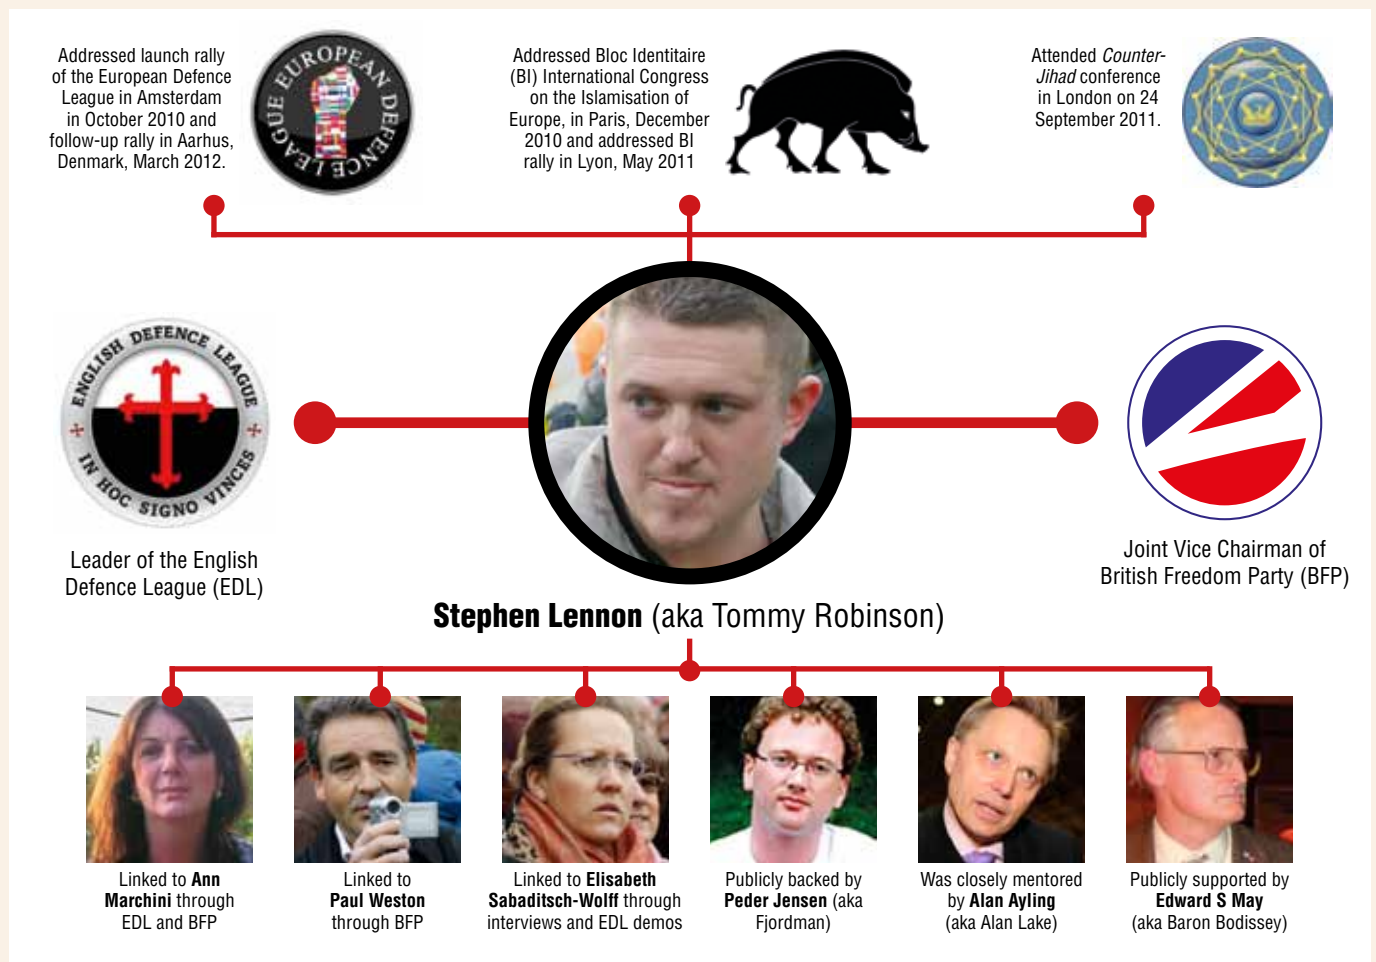 Addressed launch rally
of the European Defence
League in Amsterdam
in October 2010 and
follow-up rally in Aarhus,
Denmark, March 2012.
EUROPEAN DEFENCE LEAGUE
Addressed Bloc Identitaire
(BI) International Congress
on the Islamisation of
Europe, in Paris, December
2010 and addressed BI
rally in Lyon, May 2011
Attended Counter-
Jihad conference
in London on 24
September 2011.
ENGLISH DEFENCE LEAGUE
IN HOC SIGNO VINCES
Leader of the English
Defence League (EDL)
Joint Vice Chairman of
British Freedom Party (BFP)
Stephen Lennon (aka Tommy Robinson)
Linked to Ann
Marchini through
EDL and BFP
Linked to
Paul Weston
through BFP
Linked to Elisabeth
Sabaditsch-Wolff through
interviews and EDL demos
Publicly backed by
Peder Jensen (aka
Fjordman)
Was closely mentored
by Alan Ayling
(aka Alan Lake)
Publicly supported by
Edward S May
(aka Baron Bodissey)